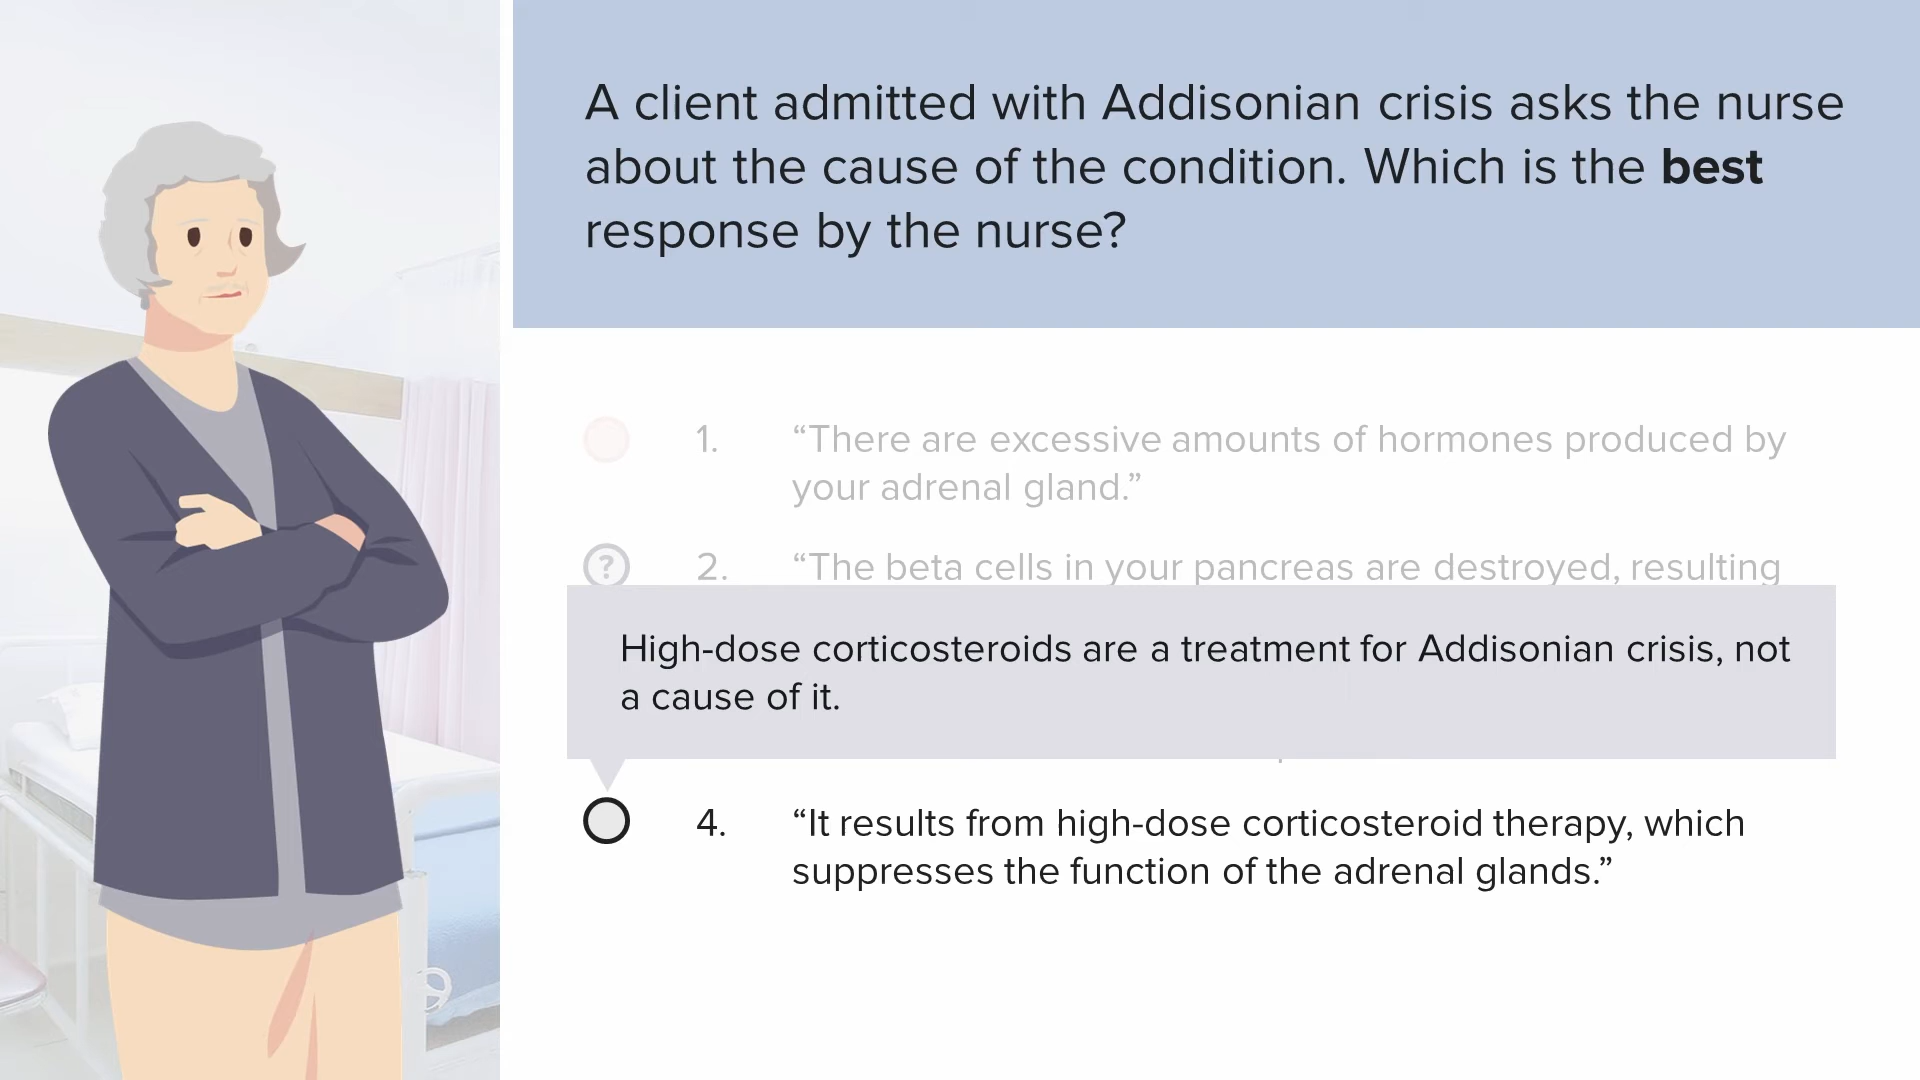 A client admitted with Addisonian crisis asks the nurse
about the cause of the condition. Which is the best
response by the nurse?
1. “There are excessive amounts of hormones produced by
your adrenal gland.”
? 2. “The beta cells in your pancreas are destroyed, resulting
High-dose corticosteroids are a treatment for Addisonian crisis, not
a cause of it.
4. “It results from high-dose corticosteroid therapy, which
suppresses the function of the adrenal glands.”